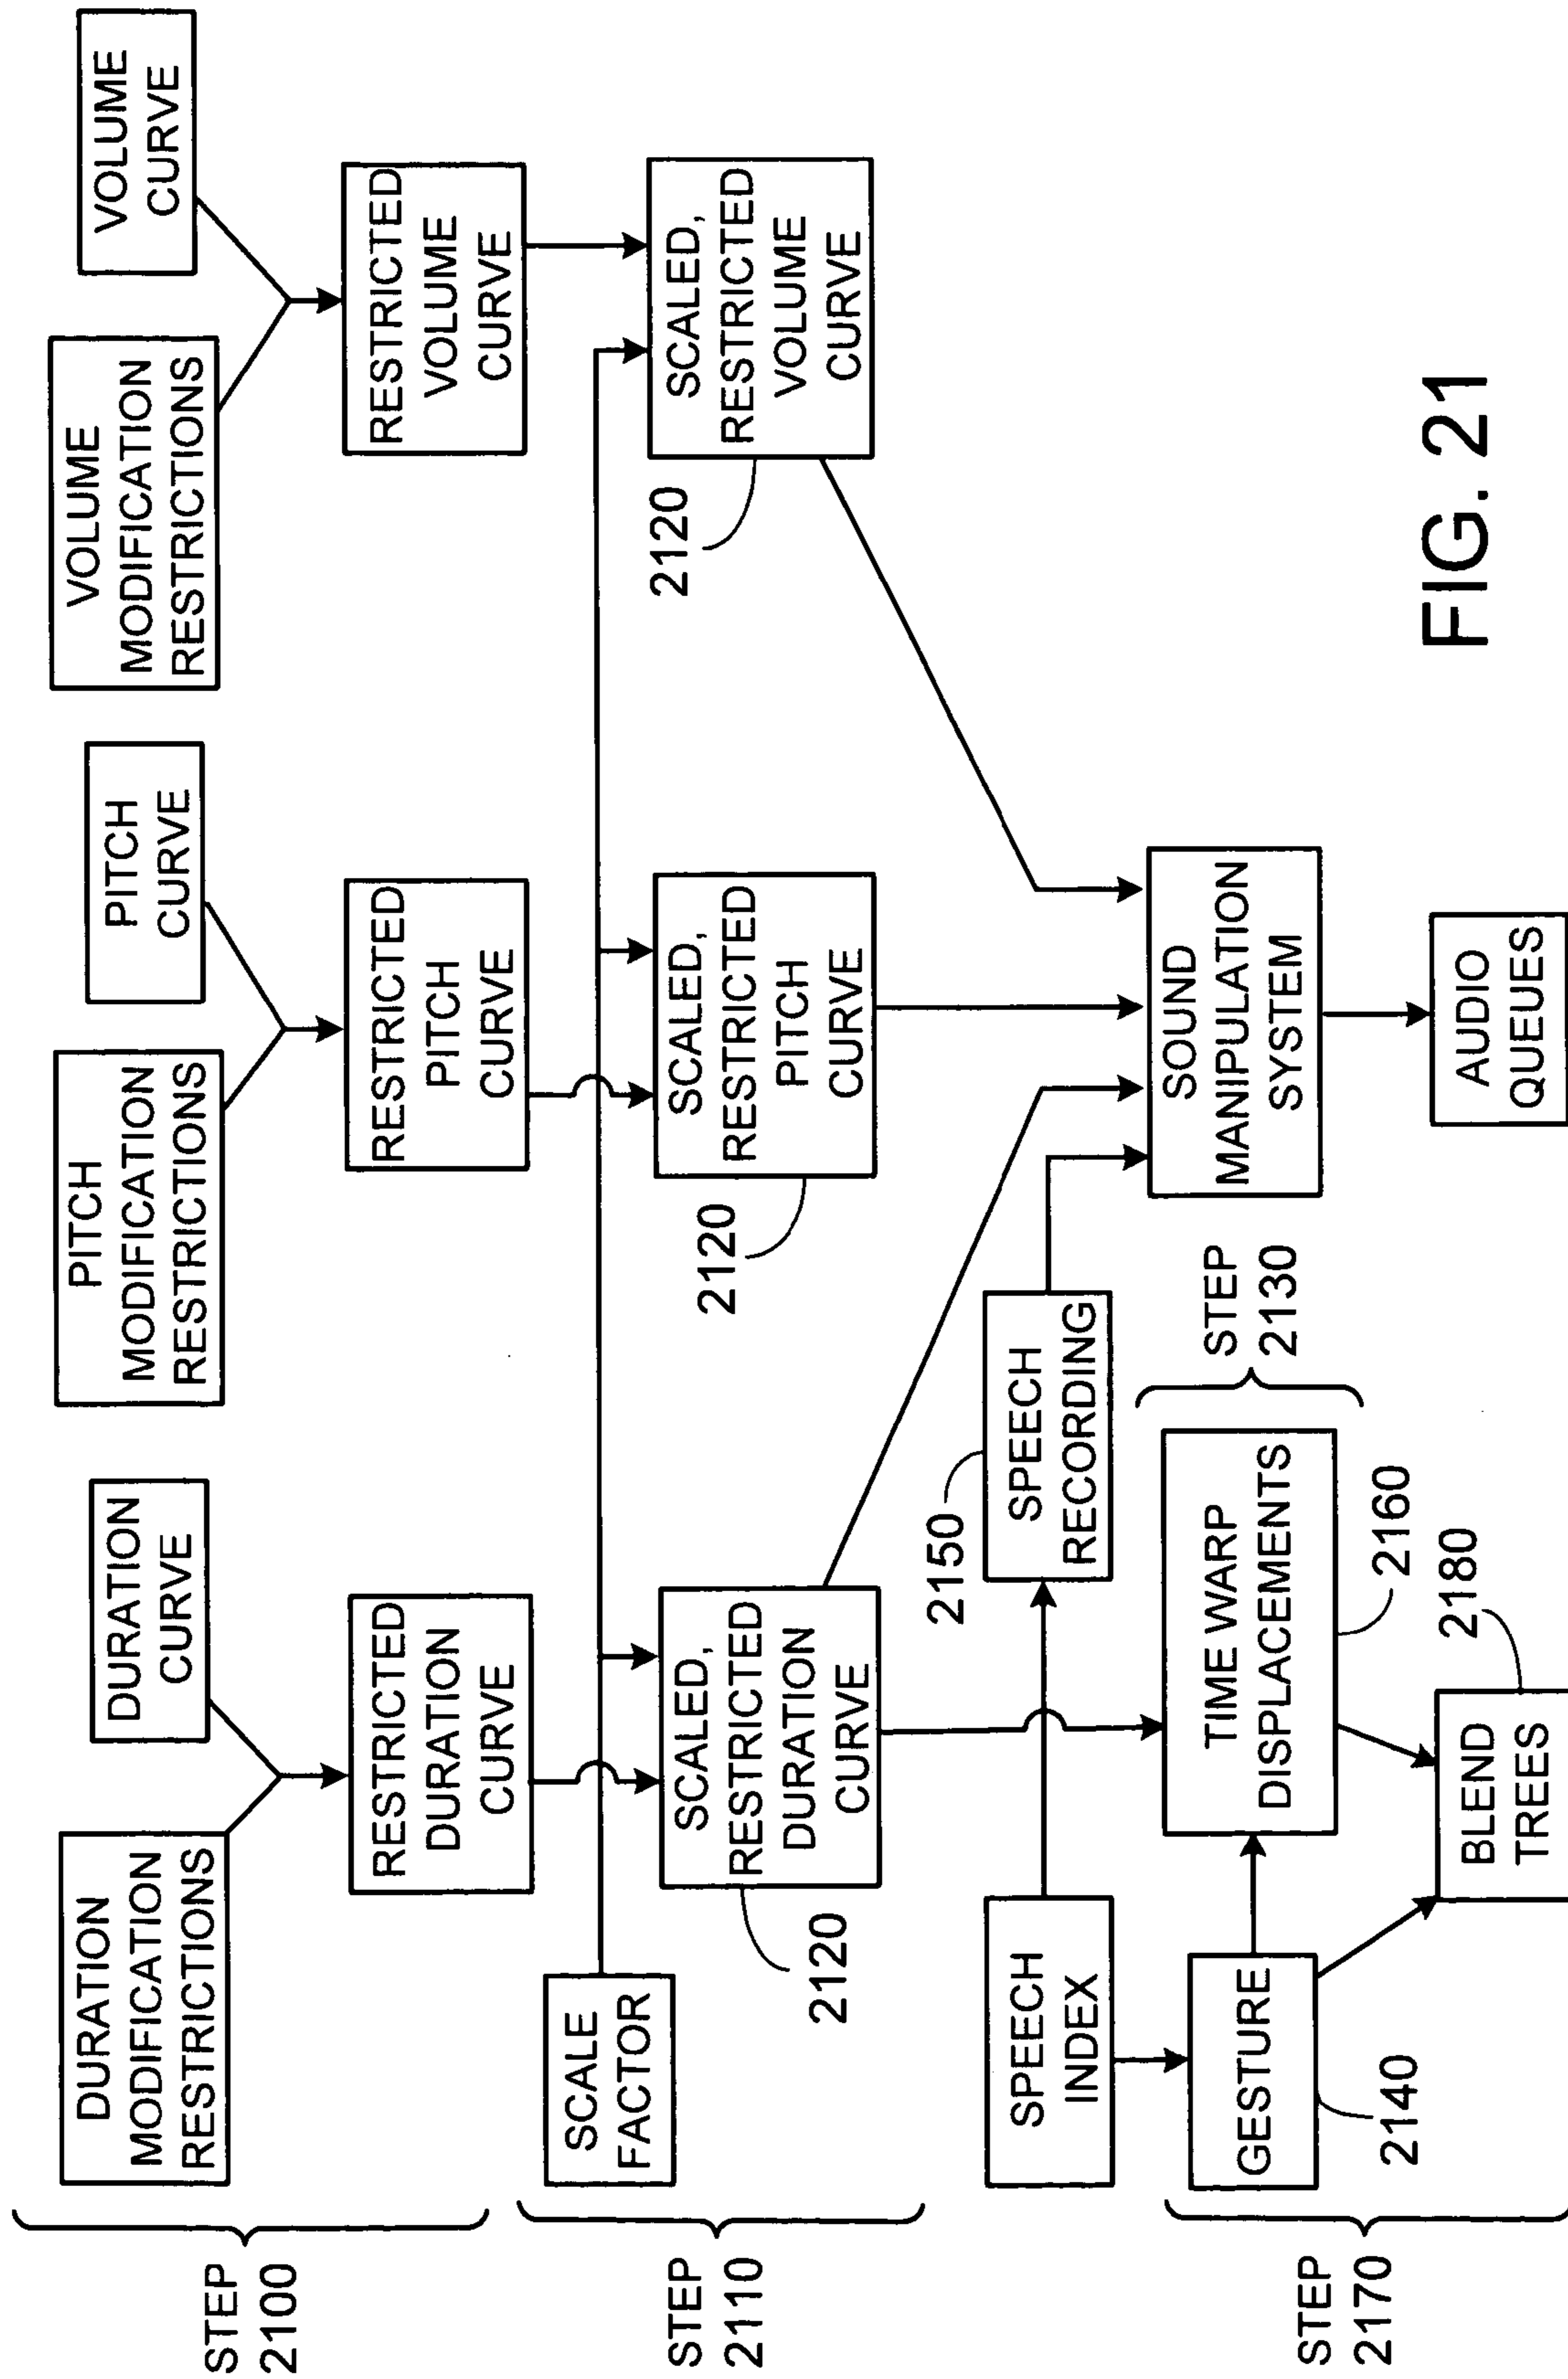 STEP
2100
DURATION
MODIFICATION
RESTRICTIONS
DURATION
CURVE
PITCH
MODIFICATION
RESTRICTIONS
PITCH
CURVE
VOLUME
MODIFICATION
RESTRICTIONS
VOLUME
CURVE
RESTRICTED
DURATION
CURVE
RESTRICTED
PITCH
CURVE
RESTRICTED
VOLUME
CURVE
STEP
2110
SCALE
FACTOR
SCALED,
RESTRICTED
DURATION
CURVE
2120
SCALED,
RESTRICTED
PITCH
CURVE
2120
SCALED,
RESTRICTED
VOLUME
CURVE
2120
SPEECH
INDEX
2150
SPEECH
RECORDING
STEP
2170
GESTURE
2140
TIME WARP
DISPLACEMENTS
2160
STEP
2130
SOUND
MANIPULATION
SYSTEM
BLEND
TREES
2180
AUDIO
QUEUES
FIG. 21